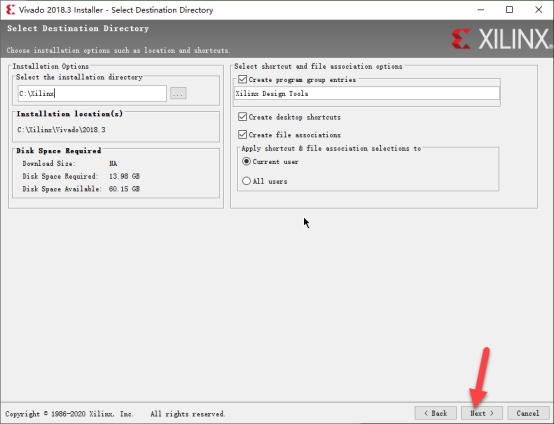 Vivado 2018.3 Installer - Select Destination Directory
Select Destination Directory
XILINX.
Choose installation options such as location and shortcuts.
Installation Options
Select the installation directory
C:\Xilinx
...
Installation location(s)
C:\Xilinx\Vivado\2018.3
Disk Space Required
Download Size: NA
Disk Space Required: 13.98 GB
Disk Space Available: 60.15 GB
Select shortcut and file association options
Create program group entries
Xilinx Design Tools
Create desktop shortcuts
Create file associations
Apply shortcut & file association selections to
Current user
All users
Copyright © 1986-2020 Xilinx, Inc. All rights reserved.
< Back
Next >
Cancel